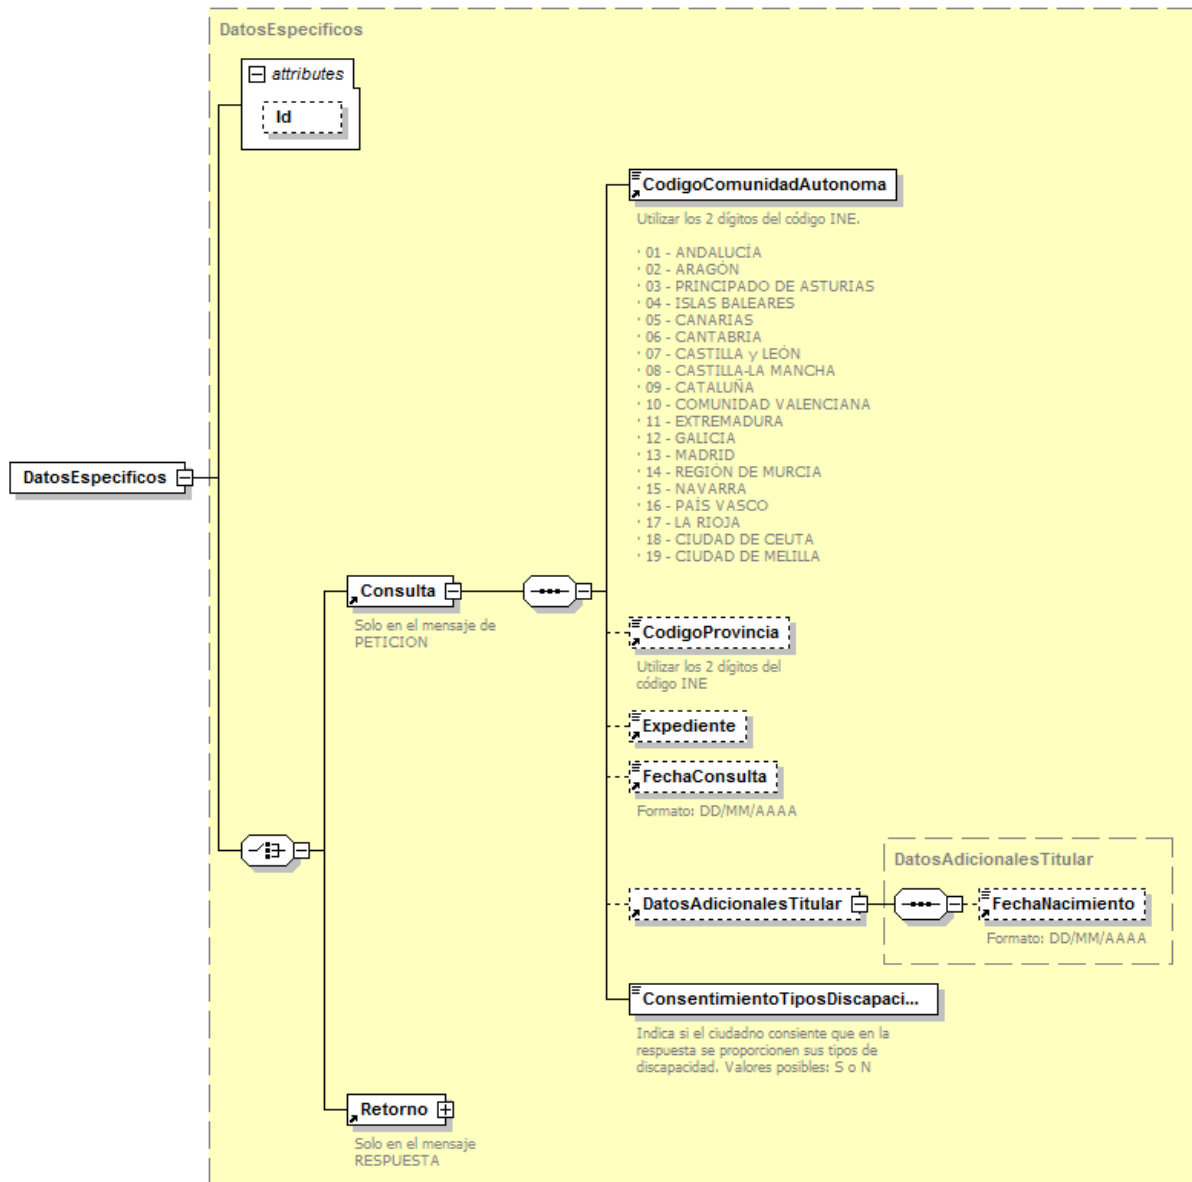 DatosEspecificos
attributes
Id
CodigoComunidadAutonoma
Utilizar los 2 dígitos del código INE.
· 01 - ANDALUCÍA
· 02 - ARAGÓN
· 03 - PRINCIPADO DE ASTURIAS
· 04 - ISLAS BALEARES
· 05 - CANARIAS
· 06 - CANTABRIA
· 07 - CASTILLA y LEÓN
· 08 - CASTILLA-LA MANCHA
· 09 - CATALUÑA
· 10 - COMUNIDAD VALENCIANA
· 11 - EXTREMADURA
· 12 - GALICIA
· 13 - MADRID
· 14 - REGIÓN DE MURCIA
· 15 - NAVARRA
· 16 - PAÍS VASCO
· 17 - LA RIOJA
· 18 - CIUDAD DE CEUTA
· 19 - CIUDAD DE MELILLA
DatosEspecificos
Consulta
Solo en el mensaje de
PETICION
CodigoProvincia
Utilizar los 2 dígitos del
código INE
Expediente
FechaConsulta
Formato: DD/MM/AAAA
DatosAdicionalesTitular
DatosAdicionalesTitular
FechaNacimiento
Formato: DD/MM/AAAA
ConsentimientoTiposDiscapaci...
Indica si el ciudadno consiente que en la
respuesta se proporcionen sus tipos de
discapacidad. Valores posibles: S o N
Retorno
Solo en el mensaje
RESPUESTA